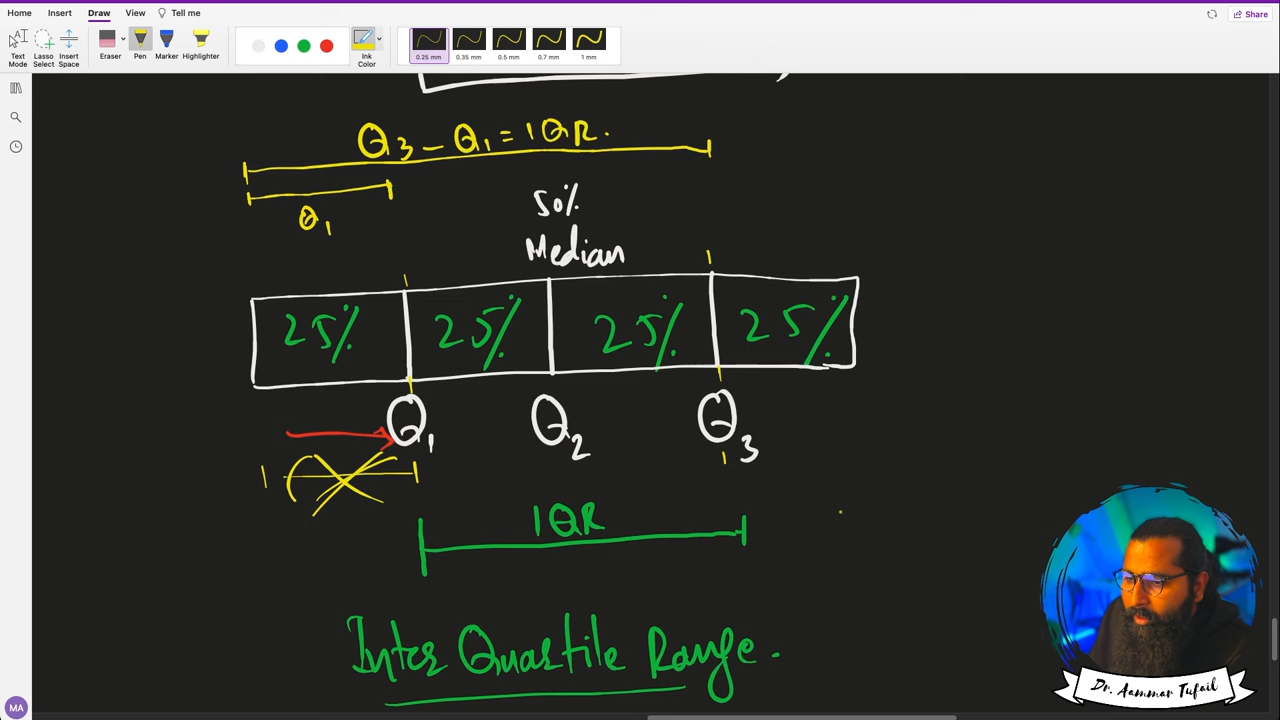 Home Insert Draw View Tell me
Share
Text Mode
Lasso Select
Insert Space
Eraser
Pen
Marker
Highlighter
Ink Color
0.25 mm
0.35 mm
0.5 mm
0.7 mm
1 mm
Q3 - Q1 = IQR.
Q1
50%
Median
25% 25% 25% 25%
Q1 Q2 Q3
IQR
Inter Quartile Range.
Dr. Aammar Tufail
MA